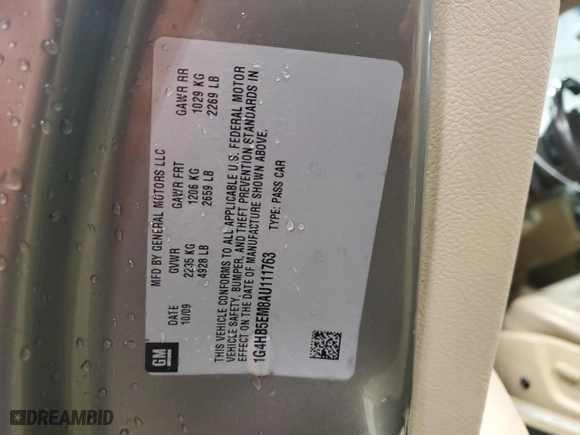 MFD BY GENERAL MOTORS LLC
DATE GVWR GAWR FRT GAWR RR
10/09 2235 KG 1206 KG 1029 KG
4928 LB 2659 LB 2269 LB
THIS VEHICLE CONFORMS TO ALL APPLICABLE U.S. FEDERAL MOTOR
VEHICLE SAFETY, BUMPER, AND THEFT PREVENTION STANDARDS IN
EFFECT ON THE DATE OF MANUFACTURE SHOWN ABOVE.
1G4HB5EM8AU111763 TYPE: PASS CAR
GM
DREAMBID